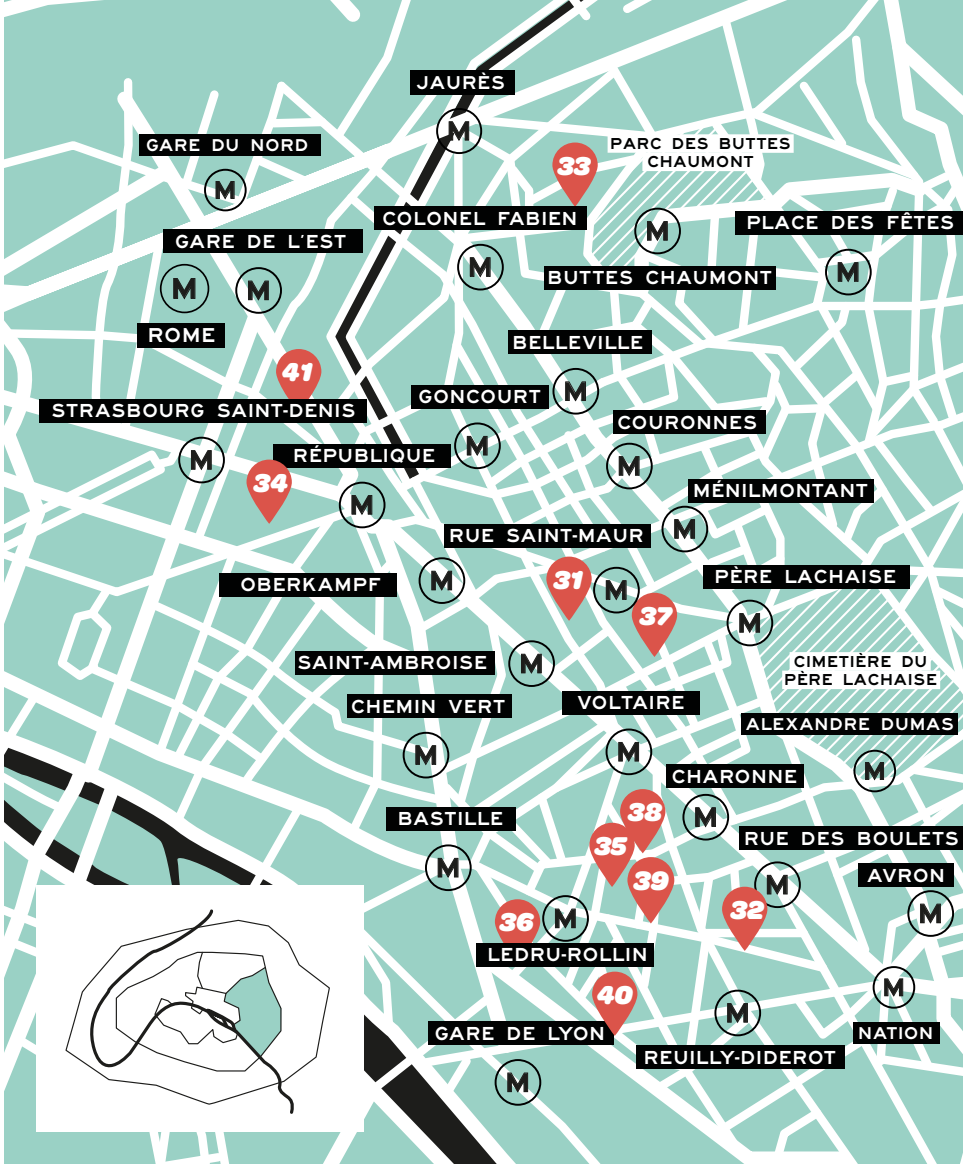 JAURÈS
M
GARE DU NORD
M
PARC DES BUTTES
CHAUMONT
33
COLONEL FABIEN
M
M
PLACE DES FÊTES
M
GARE DE L'EST
M
M
BUTTES CHAUMONT
ROME
BELLEVILLE
M
41
STRASBOURG SAINT-DENIS
M
GONCOURT
M
COURONNES
M
RÉPUBLIQUE
M
34
MÉNILMONTANT
M
RUE SAINT-MAUR
M
31
37
OBERKAMPF
M
PÈRE LACHAISE
M
SAINT-AMBROISE
M
CIMETIÈRE DU
PÈRE LACHAISE
CHEMIN VERT
M
VOLTAIRE
M
ALEXANDRE DUMAS
M
CHARONNE
M
38
35
39
BASTILLE
M
RUE DES BOULETS
M
32
AVRON
M
36
M
LEDRU-ROLLIN
40
M
M
GARE DE LYON
M
REUILLY-DIDEROT
NATION